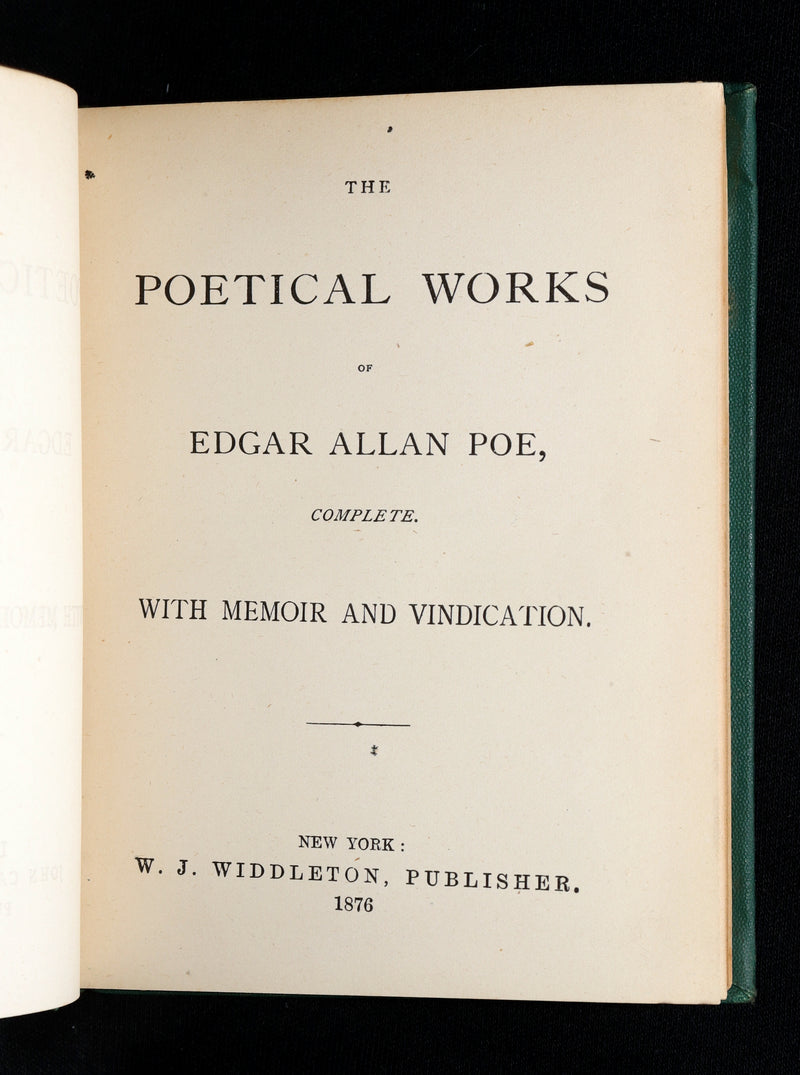 THE
POETICAL WORKS
OF
EDGAR ALLAN POE,
COMPLETE.
WITH MEMOIR AND VINDICATION.
NEW YORK:
W. J. WIDDLETON, PUBLISHER.
1876